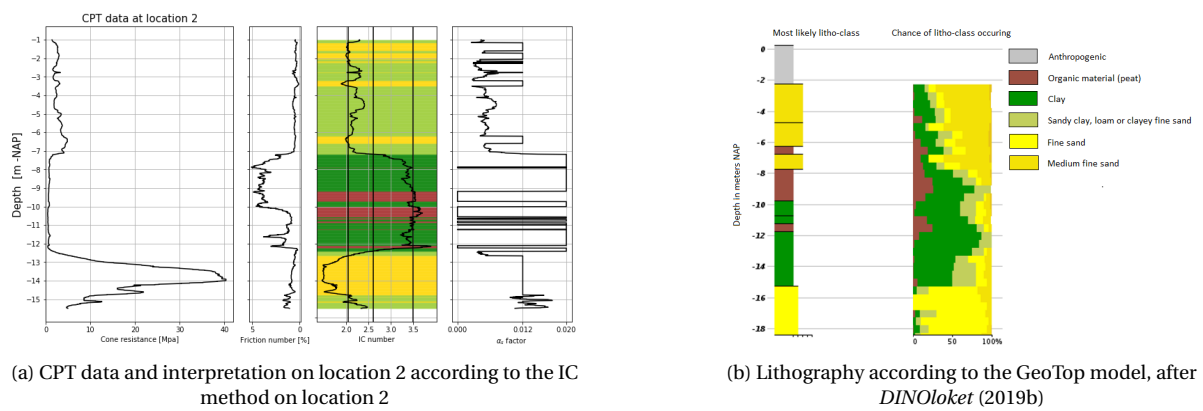 CPT data at location 2
Depth [m -NAP]
−1
−2
−3
−4
−5
−6
−7
−8
−9
−10
−11
−12
−13
−14
−15
0 10 20 30 40
Cone resistance [Mpa]
5 0
Friction number [%]
2.0 2.5 3.5
IC number
0.000 0.012 0.020
αs factor
(a) CPT data and interpretation on location 2 according to the IC
method on location 2
Most likely litho-class
Chance of litho-class occuring
Depth in meters NAP
0
-2
-4
-6
-8
-10
-12
-14
-16
-18
0 50 100%
Anthropogenic
Organic material (peat)
Clay
Sandy clay, loam or clayey fine sand
Fine sand
Medium fine sand
(b) Lithography according to the GeoTop model, after
DINOloket (2019b)